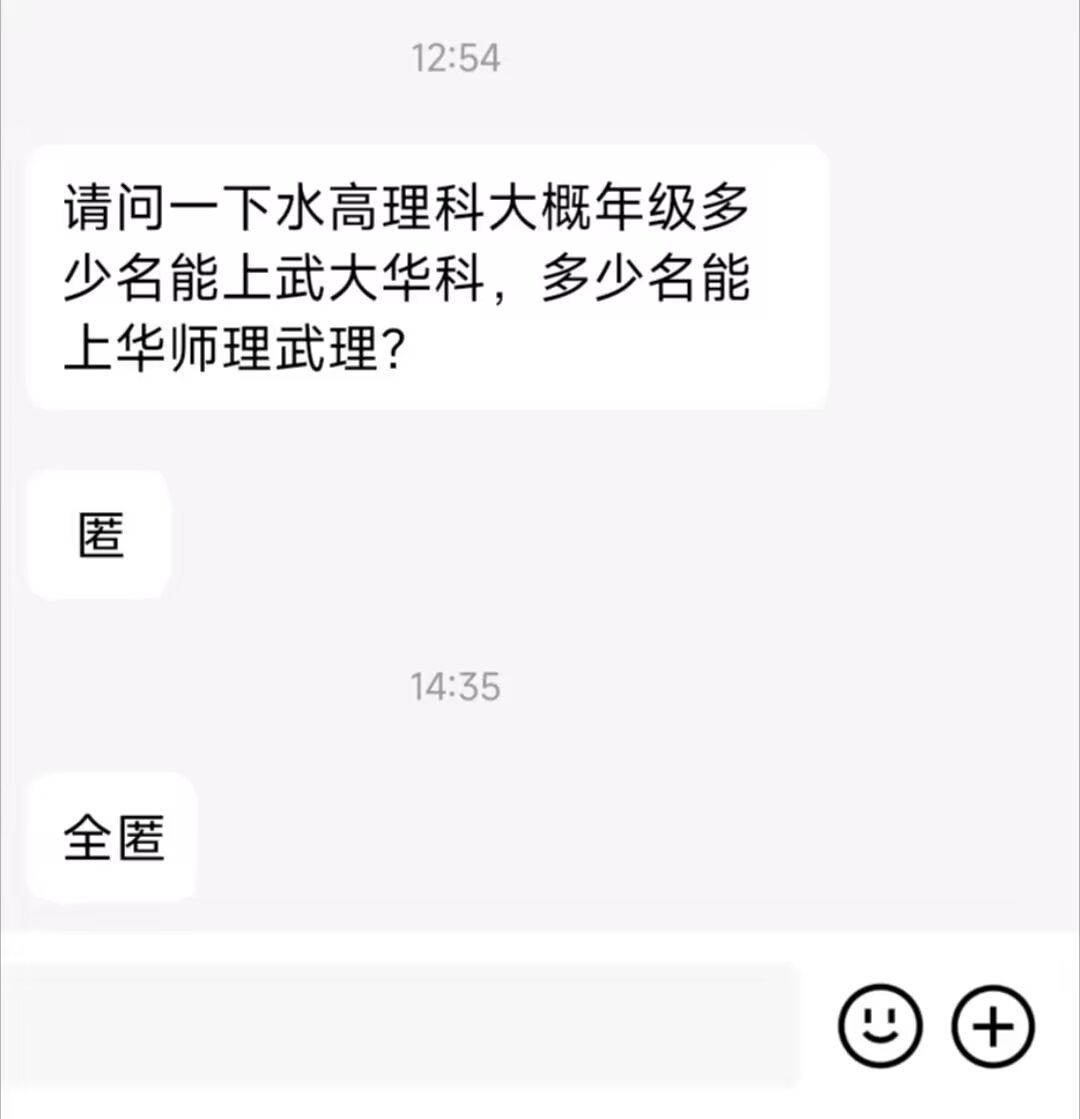 12:54
请问一下水高理科大概年级多
少名能上武大华科，多少名能
上华师理武理？
匿
14:35
全匿